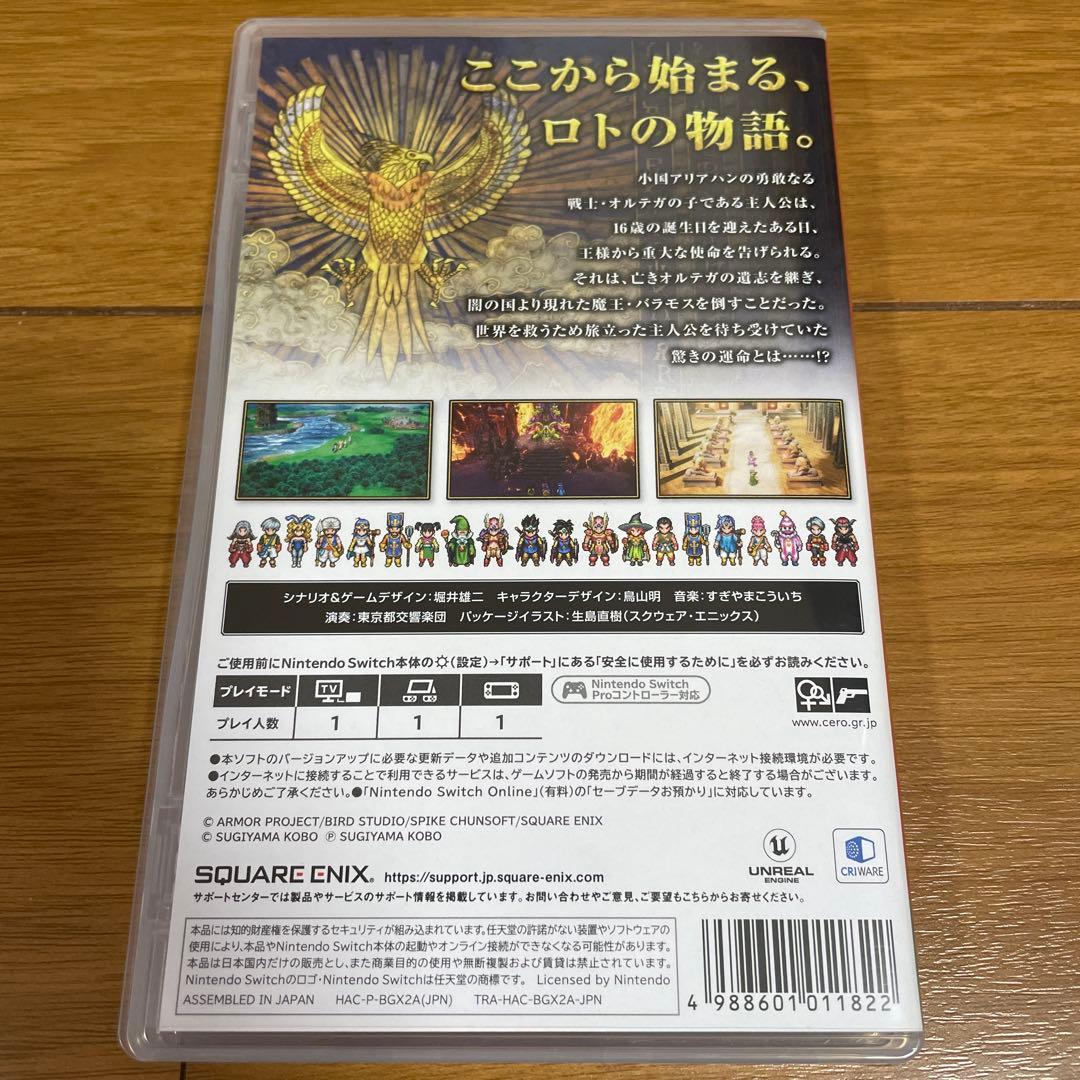 ここから始まる、
ロトの物語。
小国アリアハンの勇敢なる
戦士・オルテガの子である主人公は、
16歳の誕生日を迎えたある日、
王様から重大な使命を告げられる。
それは、亡きオルテガの遺志を継ぎ、
闇の国より現れた魔王・バラモスを倒すことだった。
世界を救うため旅立った主人公を待ち受けていた
驚きの運命とは……!?
シナリオ&ゲームデザイン:堀井雄二 キャラクターデザイン:鳥山明 音楽:すぎやまこういち
演奏:東京都交響楽団 パッケージイラスト:生島直樹(スクウェア・エニックス)
ご使用前にNintendo Switch本体の(設定)→「サポート」にある「安全に使用するために」を必ずお読みください。
プレイモード TV
プレイ人数 1 1 1
Nintendo Switch
Proコントローラー対応
www.cero.gr.jp
●本ソフトのバージョンアップに必要な更新データや追加コンテンツのダウンロードには、インターネット接続環境が必要です。
●インターネットに接続することで利用できるサービスは、ゲームソフトの発売から期間が経過すると終了する場合がございます。
あらかじめご了承ください。●「Nintendo Switch Online」(有料)の「セーブデータお預かり」に対応しています。
© ARMOR PROJECT/BIRD STUDIO/SPIKE CHUNSOFT/SQUARE ENIX
© SUGIYAMA KOBO ℗ SUGIYAMA KOBO
SQUARE ENIX. https://support.jp.square-enix.com
UNREAL
ENGINE
CRIWARE
サポートセンターでは製品やサービスのサポート情報を掲載しています。お問い合わせやご意見、ご要望もこちらからお寄せください。
本品には知的財産権を保護するセキュリティが組み込まれています。任天堂の許諾がない装置やソフトウェアの
使用により、本品やNintendo Switch本体の起動やオンライン接続ができなくなる可能性があります。
本品は日本国内だけの販売とし、また商業目的の使用や無断複製および賃貸は禁止されています。
Nintendo Switchのロゴ・Nintendo Switchは任天堂の商標です。 Licensed by Nintendo
ASSEMBLED IN JAPAN HAC-P-BGX2A(JPN) TRA-HAC-BGX2A-JPN
4 988601 011822